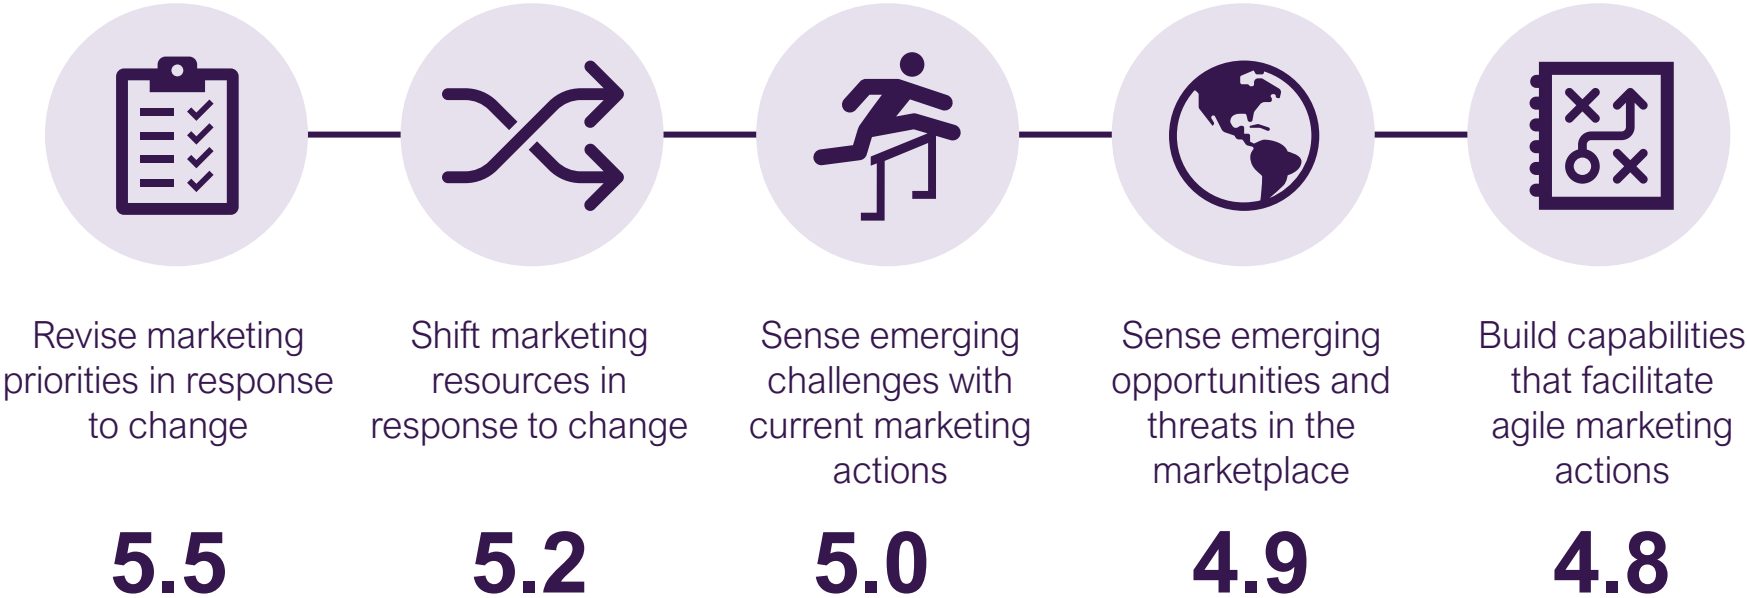 Revise marketing
priorities in response
to change
5.5
Shift marketing
resources in
response to change
5.2
Sense emerging
challenges with
current marketing
actions
5.0
Sense emerging
opportunities and
threats in the
marketplace
4.9
Build capabilities
that facilitate
agile marketing
actions
4.8